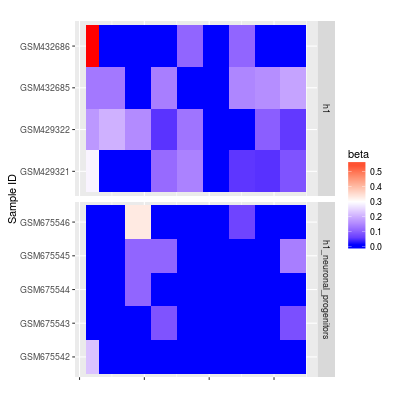 GSM432686
GSM432685
GSM429322
GSM429321
h1
GSM675546
GSM675545
GSM675544
GSM675543
GSM675542
h1_neuronal_progenitors
Sample ID
beta
0.5
0.4
0.3
0.2
0.1
0.0